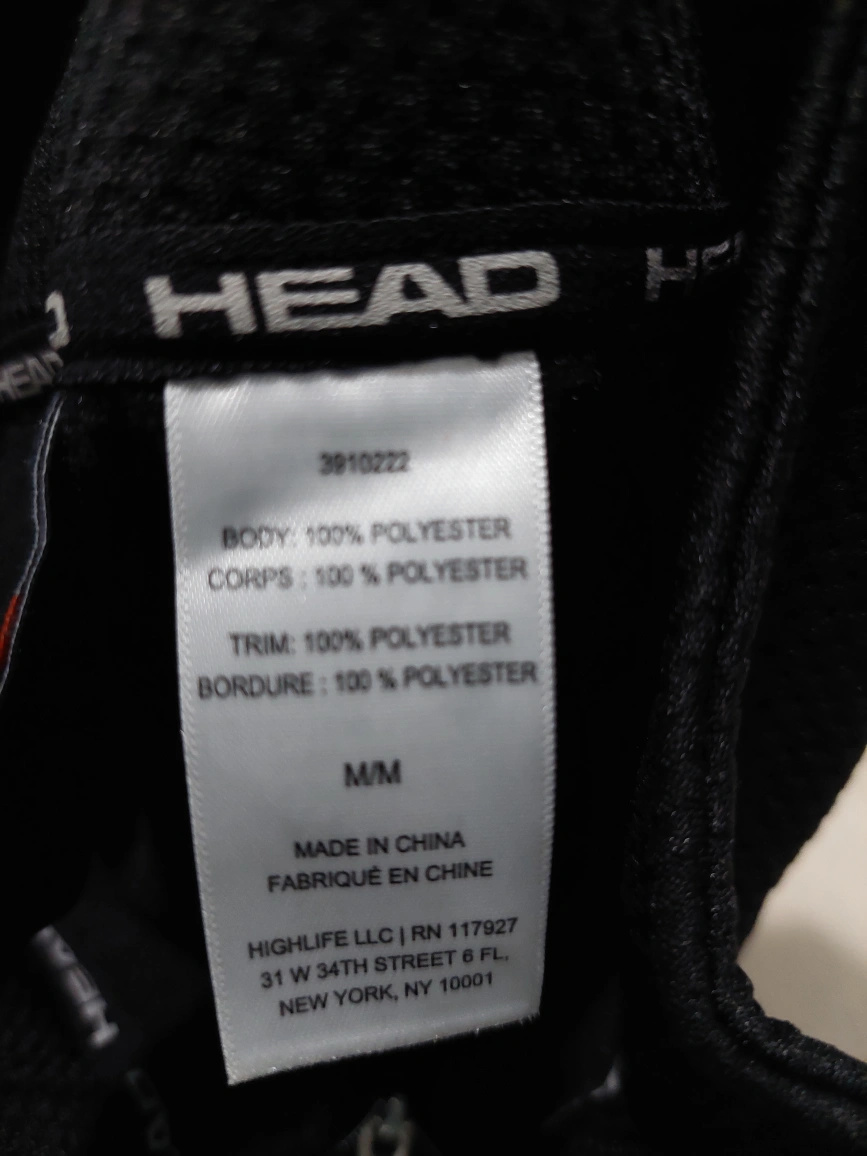 HEAD
HEAD
3910222
BODY: 100% POLYESTER
CORPS : 100 % POLYESTER
TRIM: 100% POLYESTER
BORDURE : 100 % POLYESTER
M/M
MADE IN CHINA
FABRIQUÉ EN CHINE
HIGHLIFE LLC | RN 117927
31 W 34TH STREET 6 FL,
NEW YORK, NY 10001